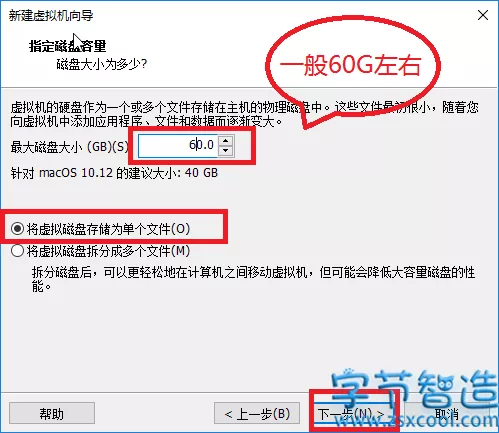 新建虚拟机向导
指定磁盘容量
磁盘大小为多少?
一般60G左右
虚拟机的硬盘作为一个或多个文件存储在主机的物理磁盘中。这些文件最初很小，随着您
向虚拟机中添加应用程序、文件和数据而逐渐变大。
最大磁盘大小 (GB)(S) 60.0
针对 macOS 10.12 的建议大小: 40 GB
将虚拟磁盘存储为单个文件(O)
将虚拟磁盘拆分成多个文件(M)
拆分磁盘后，可以更轻松地在计算机之间移动虚拟机，但可能会降低大容量磁盘的性
能。
字节智造
帮助 < 上一步(B) 下一步(N) > 取消
www.zsxcool.com